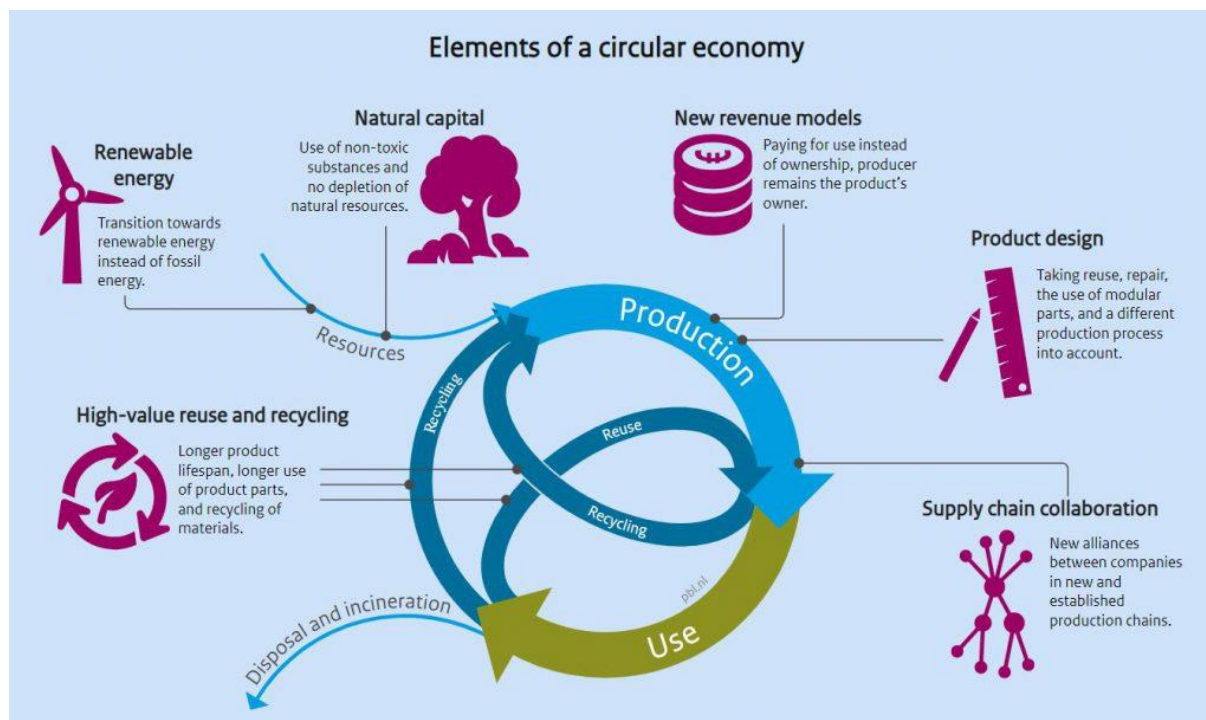 Elements of a circular economy
Natural capital
Use of non-toxic
substances and
no depletion of
natural resources.
New revenue models
Paying for use instead
of ownership, producer
remains the product's
owner.
Renewable
energy
Transition towards
renewable energy
instead of fossil
energy.
Product design
Taking reuse, repair,
the use of modular
parts, and a different
production process
into account.
Resources
Production
High-value reuse and recycling
Longer product
lifespan, longer use
of product parts,
and recycling of
materials.
Recycling
Reuse
Recycling
Supply chain collaboration
New alliances
between companies
in new and
established
production chains.
pbl.nl
Use
Disposal and incineration